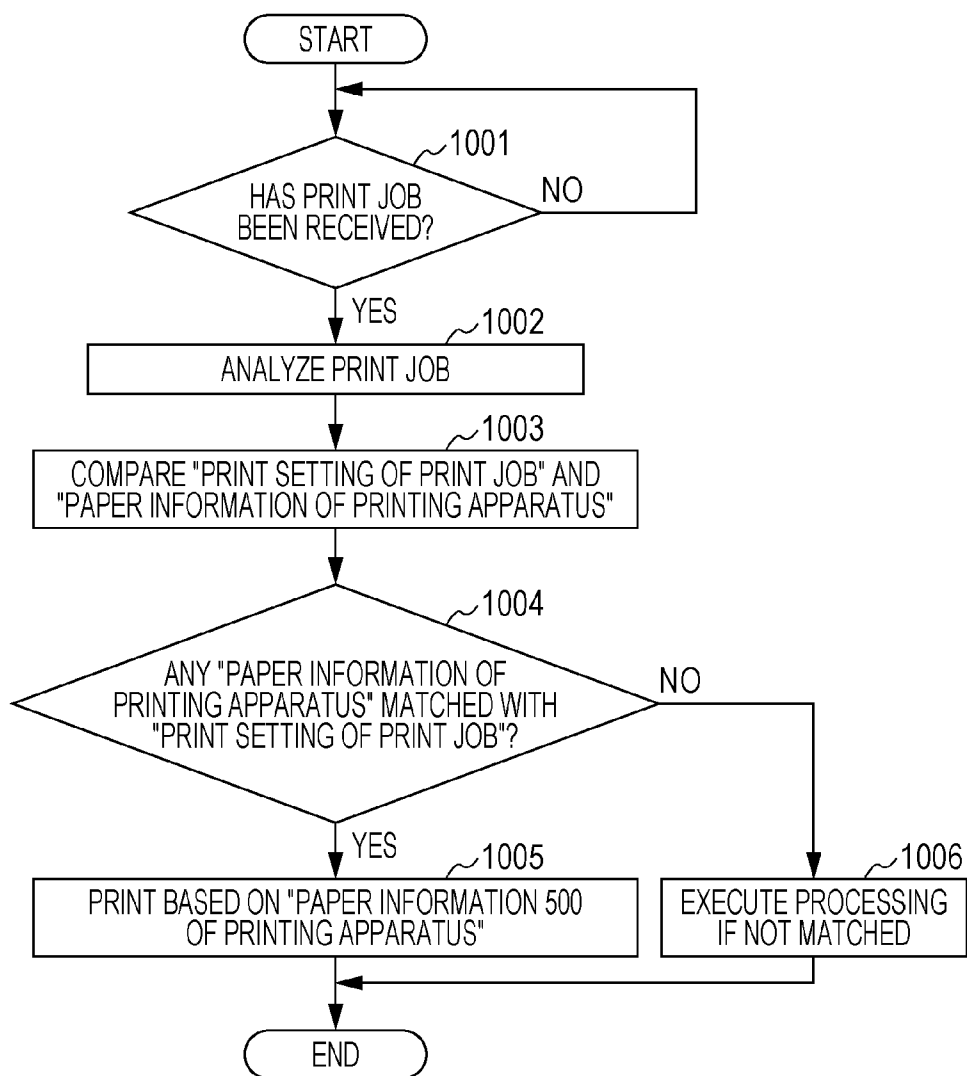 START
1001
HAS PRINT JOB
BEEN RECEIVED?
NO
YES
1002
ANALYZE PRINT JOB
1003
COMPARE "PRINT SETTING OF PRINT JOB" AND
"PAPER INFORMATION OF PRINTING APPARATUS"
1004
ANY "PAPER INFORMATION OF
PRINTING APPARATUS" MATCHED WITH
"PRINT SETTING OF PRINT JOB"?
NO
YES
1005
PRINT BASED ON "PAPER INFORMATION 500
OF PRINTING APPARATUS"
1006
EXECUTE PROCESSING
IF NOT MATCHED
END